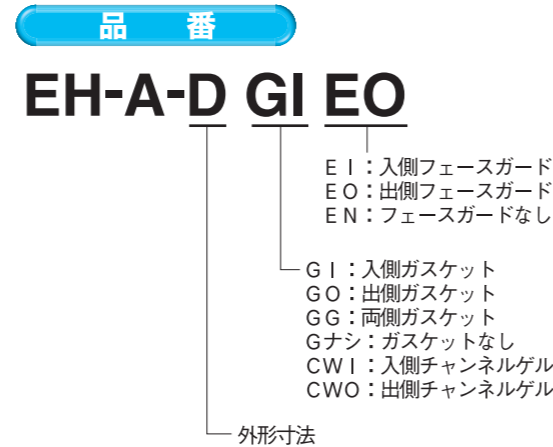 品番
EH-A-D GI EO
EI：入側フェースガード
EO：出側フェースガード
EN：フェースガードなし
GI：入側ガスケット
GO：出側ガスケット
GG：両側ガスケット
Gナシ：ガスケットなし
CWI：入側チャンネルゲル
CWO：出側チャンネルゲル
外形寸法